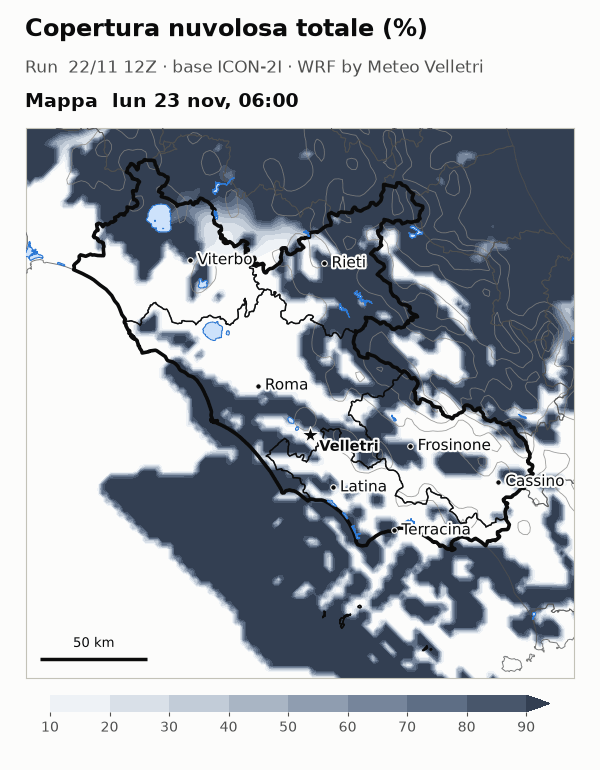 Copertura nuvolosa totale (%)
Run  22/11 12Z · base ICON-2I · WRF by Meteo Velletri
Mappa  lun 23 nov, 06:00
Viterbo
Rieti
Roma
Velletri
Frosinone
Cassino
Latina
Terracina
50 km
10 20 30 40 50 60 70 80 90